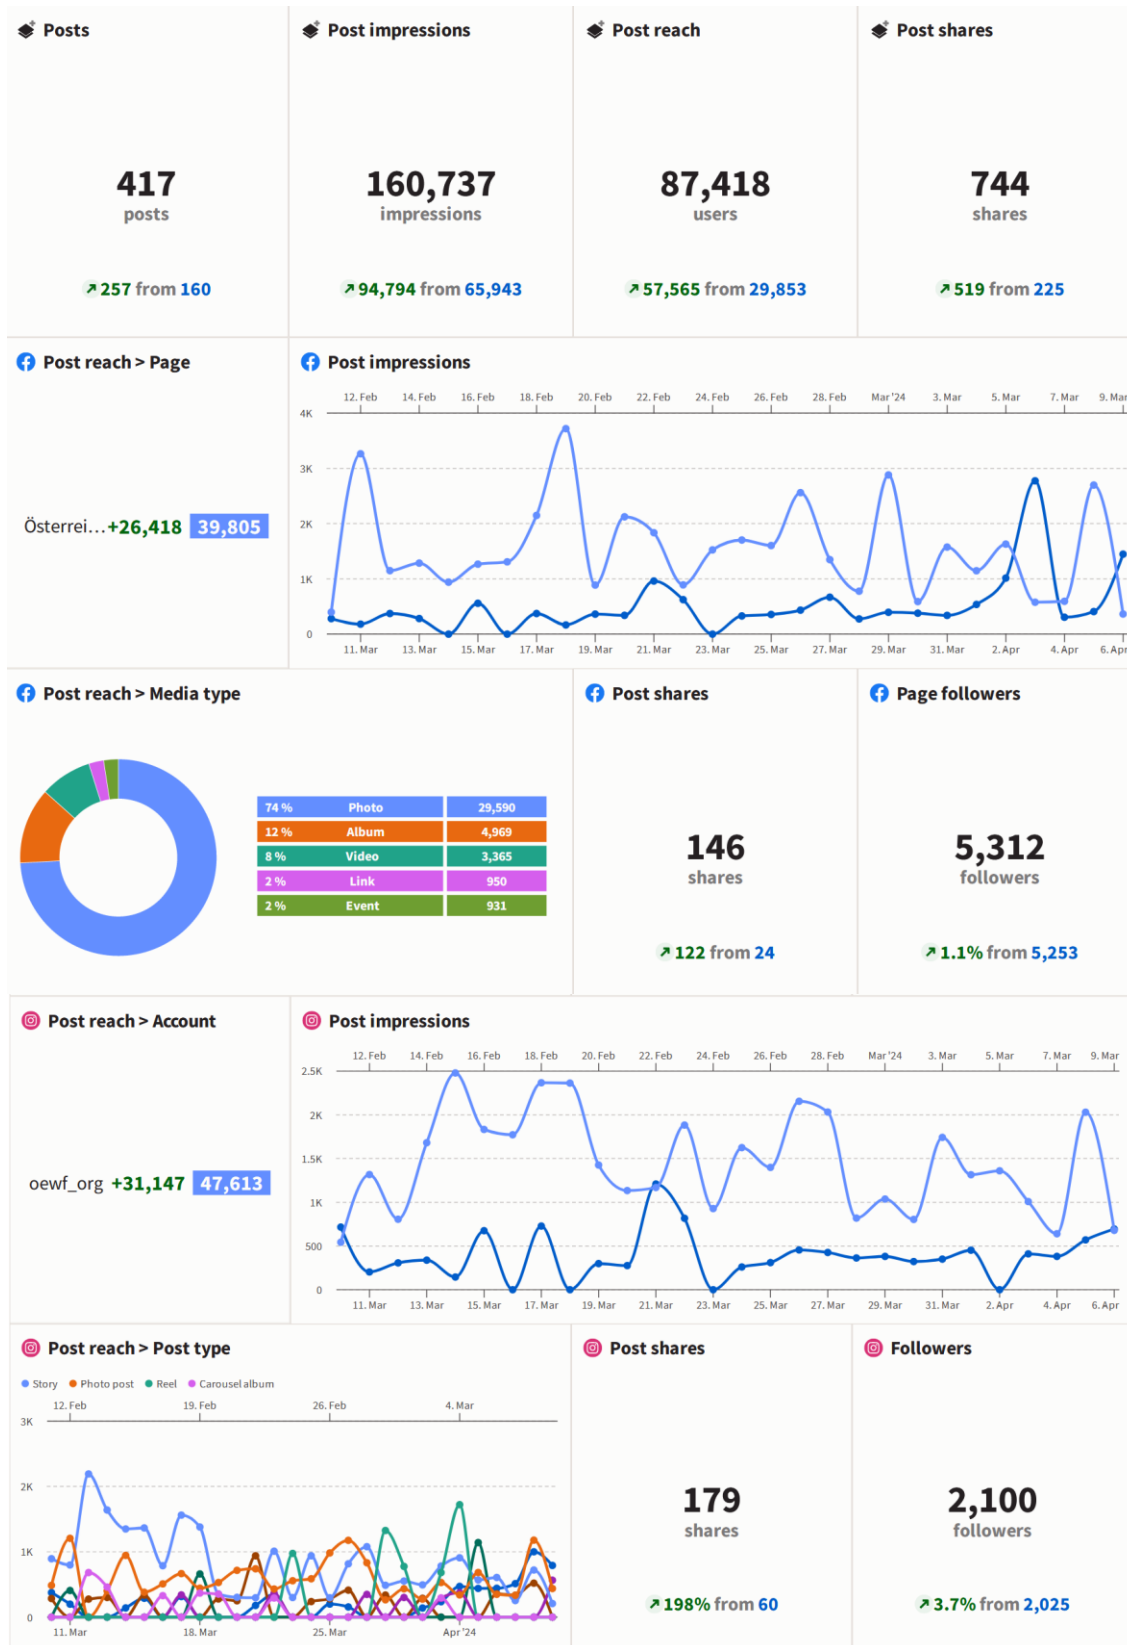 Posts
Post impressions
Post reach
Post shares
417
posts
257 from 160
160,737
impressions
94,794 from 65,943
87,418
users
57,565 from 29,853
744
shares
519 from 225
Post reach > Page
Österrei... +26,418 39,805
Post impressions
12. Feb 14. Feb 16. Feb 18. Feb 20. Feb 22. Feb 24. Feb 26. Feb 28. Feb Mar '24 3. Mar 5. Mar 7. Mar 9. Mar
4K
3K
2K
1K
0
11. Mar 13. Mar 15. Mar 17. Mar 19. Mar 21. Mar 23. Mar 25. Mar 27. Mar 29. Mar 31. Mar 2. Apr 4. Apr 6. Apr
Post reach > Media type
74 % Photo 29,590
12 % Album 4,969
8 % Video 3,365
2 % Link 950
2 % Event 931
Post shares
146
shares
122 from 24
Page followers
5,312
followers
1.1% from 5,253
Post reach > Account
oewf_org +31,147 47,613
Post impressions
12. Feb 14. Feb 16. Feb 18. Feb 20. Feb 22. Feb 24. Feb 26. Feb 28. Feb Mar '24 3. Mar 5. Mar 7. Mar 9. Mar
2.5K
2K
1.5K
1K
500
0
11. Mar 13. Mar 15. Mar 17. Mar 19. Mar 21. Mar 23. Mar 25. Mar 27. Mar 29. Mar 31. Mar 2. Apr 4. Apr 6. Apr
Post reach > Post type
Story Photo post Reel Carousel album
12. Feb 19. Feb 26. Feb 4. Mar
3K
2K
1K
0
11. Mar 18. Mar 25. Mar Apr '24
Post shares
179
shares
198% from 60
Followers
2,100
followers
3.7% from 2,025